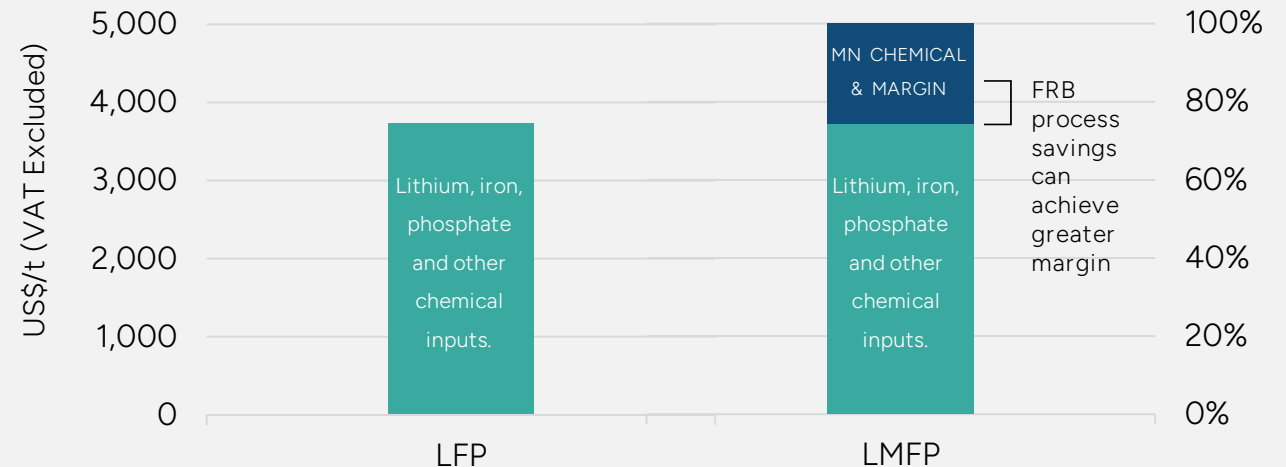 US$/t (VAT Excluded)
5,000
4,000
3,000
2,000
1,000
0
Lithium, iron,
phosphate
and other
chemical
inputs.
LFP
MN CHEMICAL
& MARGIN
Lithium, iron,
phosphate
and other
chemical
inputs.
LMFP
FRB
process
savings
can
achieve
greater
margin
100%
80%
60%
40%
20%
0%